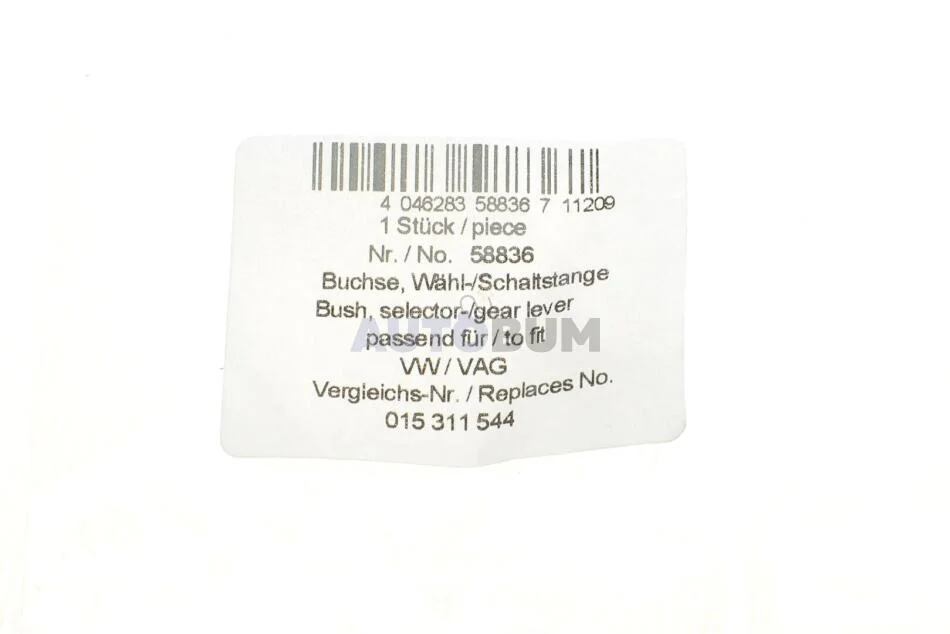 4 046283 58836 7 11209
1 Stück / piece
Nr. / No. 58836
Buchse, Wähl-/Schaltstange
Bush, selector-/gear lever
AUTOBUM
passend für / to fit
VW / VAG
Vergleichs-Nr. / Replaces No.
015 311 544